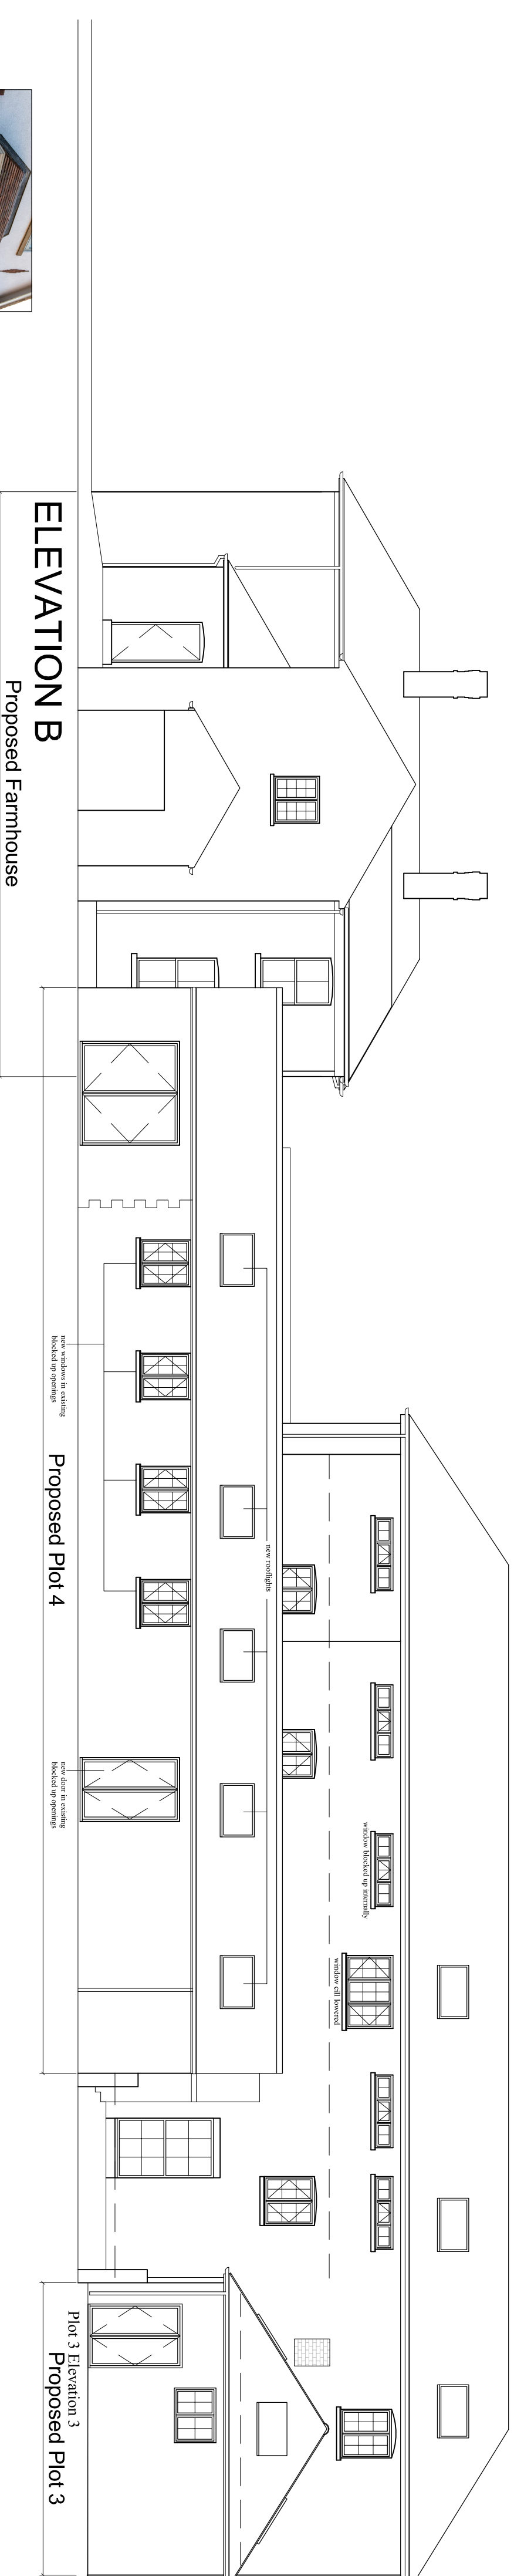 ELEVATION B
Proposed Farmhouse
new windows in existing
blocked up openings
Proposed Plot 4
new rooflights
new door in existing
blocked up openings
window blocked up internally
window cill lowered
Plot 3 Elevation 3
Proposed Plot 3